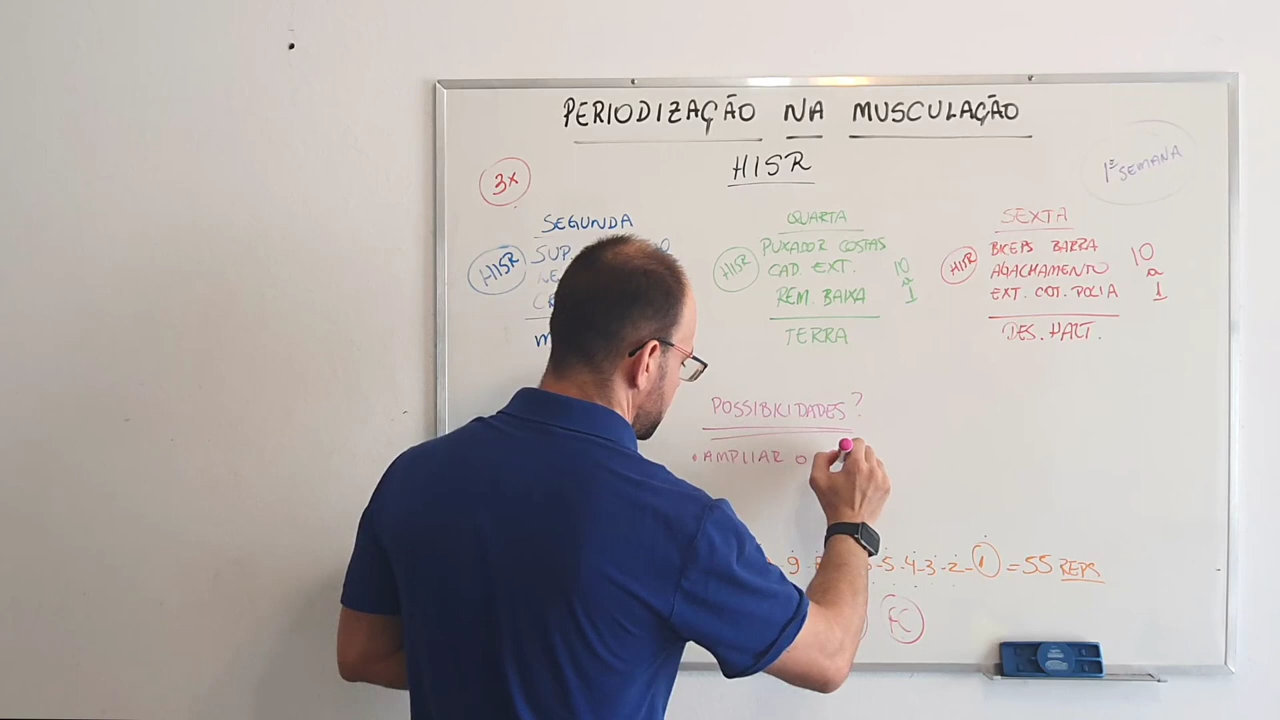 PERIODIZAÇÃO NA MUSCULAÇÃO
HISR
3x
1ª SEMANA
SEGUNDA
HISR
SUP.
QUARTA
HISR
PUXADOR COSTAS
CAD. EXT.
REM. BAIXA
10
a
1
TERRA
SEXTA
HISR
BICEPS BARRA
AGACHAMENTO
EXT. COT. POLIA
10
a
1
DES. HALT.
POSSIBILIDADES?
• AMPLIAR O
9
-5-4-3-2-1 = 55 REPS
FC